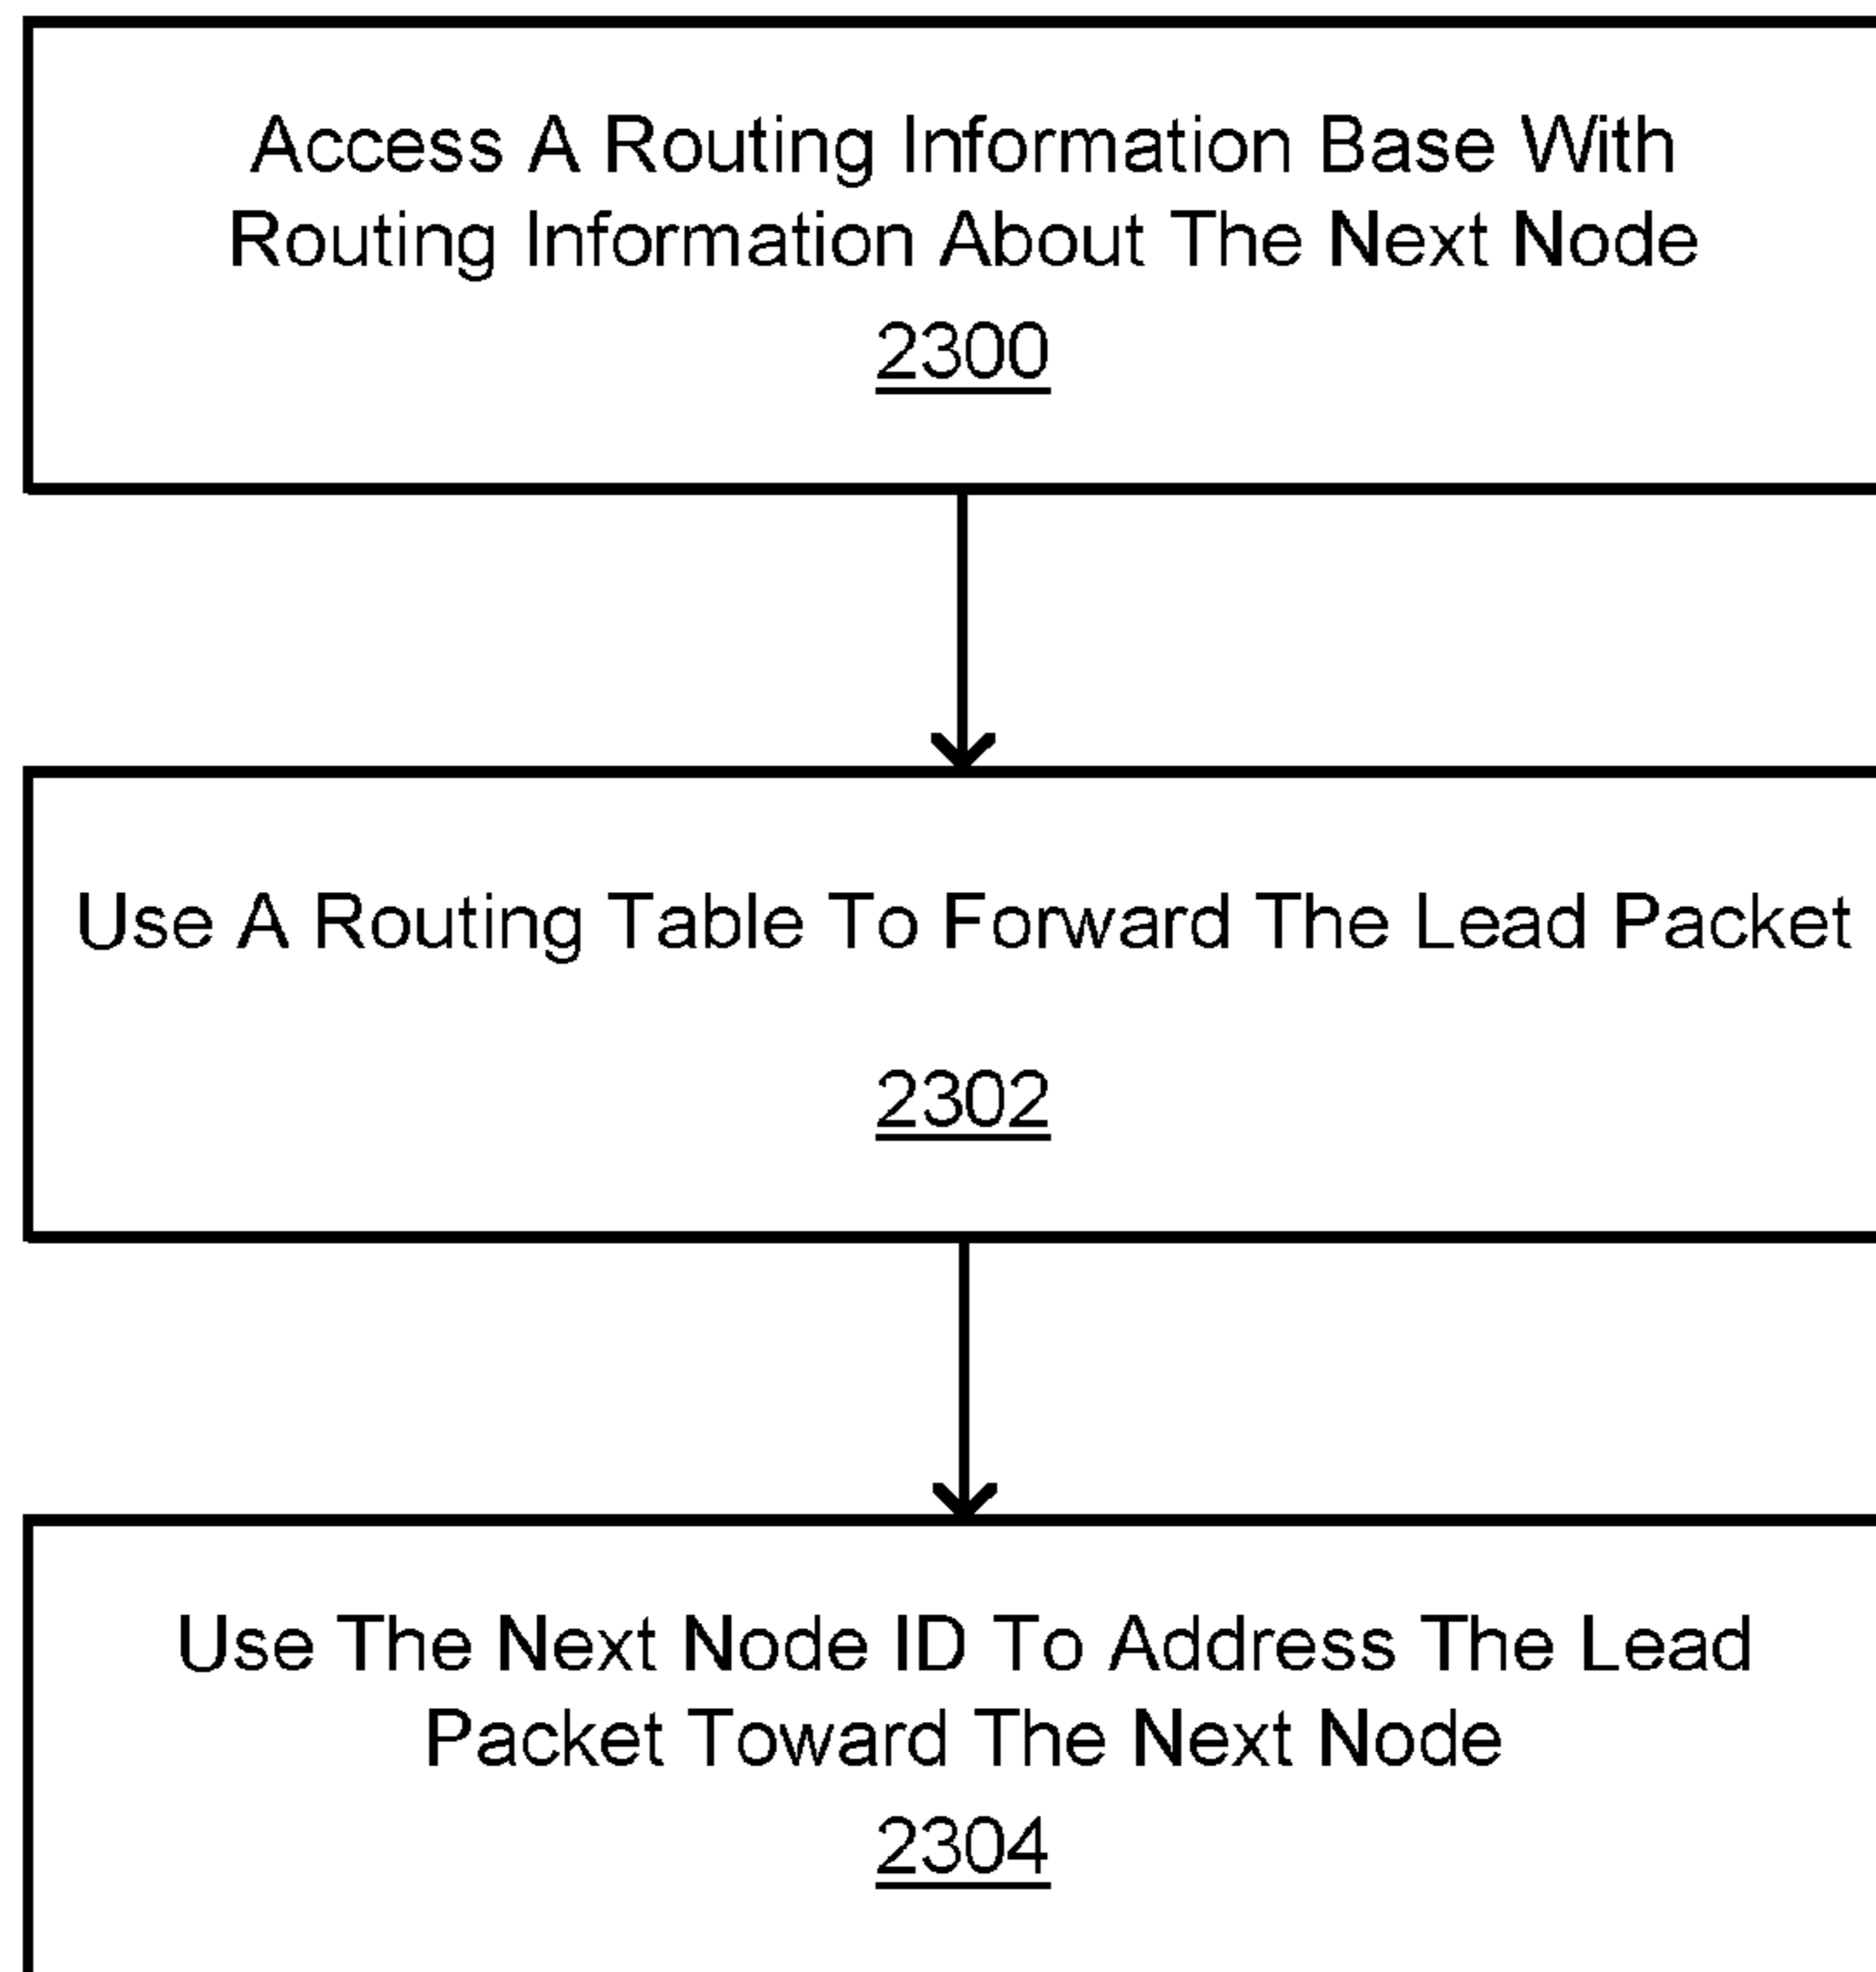 Access A Routing Information Base With
Routing Information About The Next Node
2300
Use A Routing Table To Forward The Lead Packet
2302
Use The Next Node ID To Address The Lead
Packet Toward The Next Node
2304